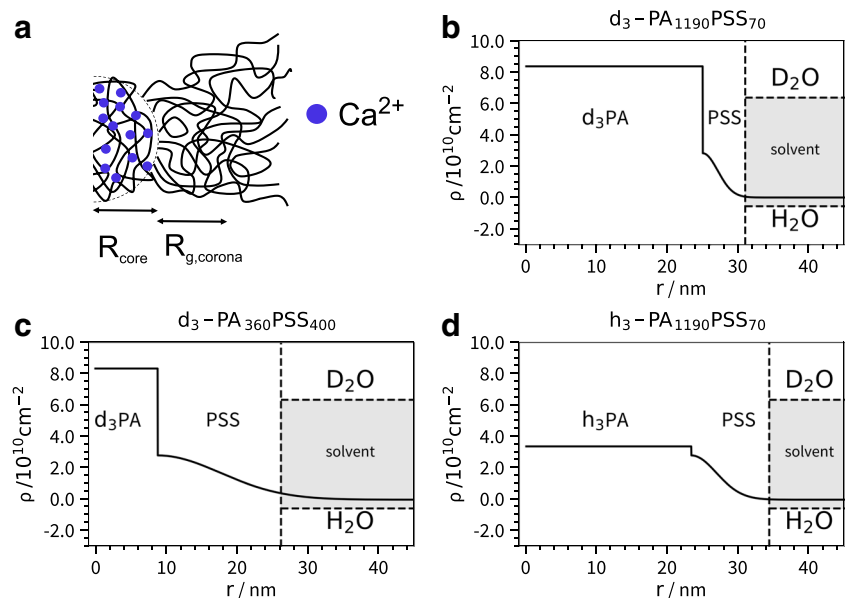 a
Ca²⁺
R_core R_g,corona
b
d₃−PA₁₁₉₀PSS₇₀
10.0
8.0
6.0
4.0
2.0
0.0
-2.0
ρ /10¹⁰cm⁻²
d₃PA
PSS
D₂O
solvent
H₂O
0 10 20 30 40
r / nm
c
d₃−PA₃₆₀PSS₄₀₀
10.0
8.0
6.0
4.0
2.0
0.0
-2.0
ρ /10¹⁰cm⁻²
d₃PA
PSS
D₂O
solvent
H₂O
0 10 20 30 40
r / nm
d
h₃−PA₁₁₉₀PSS₇₀
10.0
8.0
6.0
4.0
2.0
0.0
-2.0
ρ /10¹⁰cm⁻²
h₃PA
PSS
D₂O
solvent
H₂O
0 10 20 30 40
r / nm